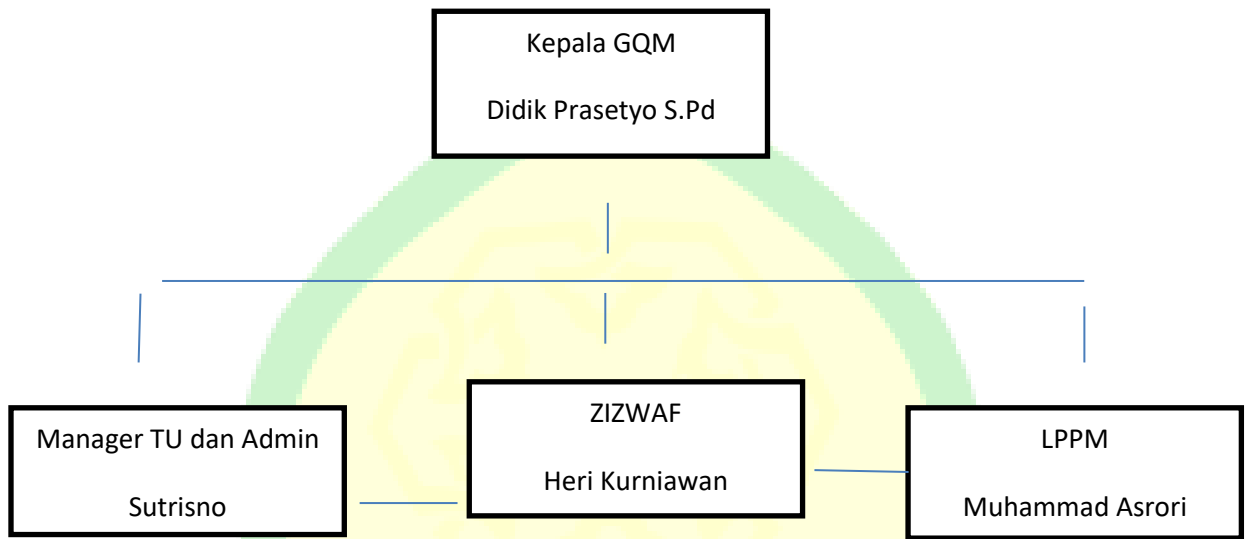 Kepala GQM
Didik Prasetyo S.Pd
Manager TU dan Admin
Sutrisno
ZIZWAF
Heri Kurniawan
LPPM
Muhammad Asrori